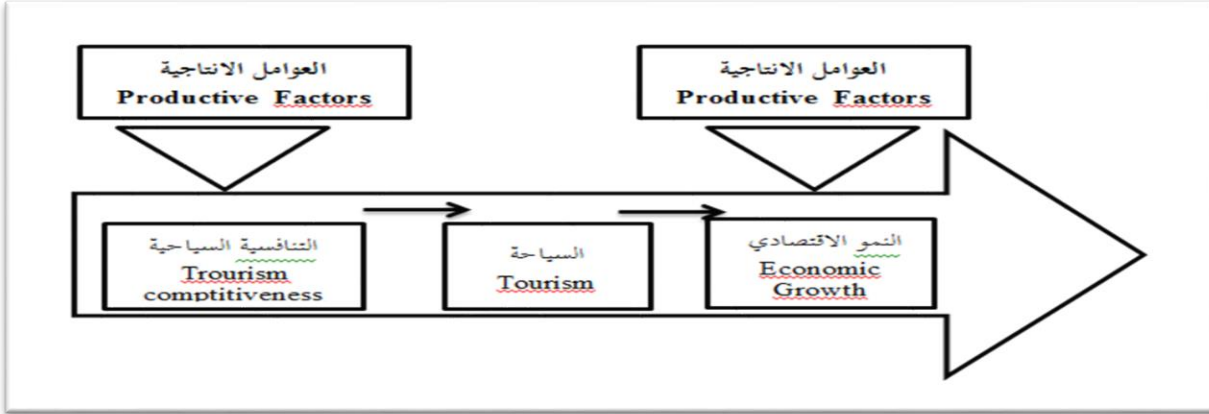 العوامل الانتاجية
Productive Factors
العوامل الانتاجية
Productive Factors
التنافسية السياحية
Trourism
comptitiveness
السياحة
Tourism
النمو الاقتصادي
Economic
Growth